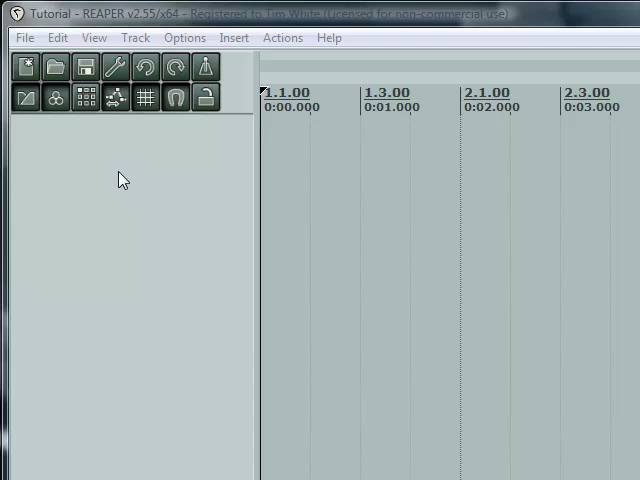 Tutorial - REAPER v2.55/x64 - Registered to Tim White (Licensed for non-commercial use)
File Edit View Track Options Insert Actions Help
1.1.00 1.3.00 2.1.00 2.3.00
0:00.000 0:01.000 0:02.000 0:03.000